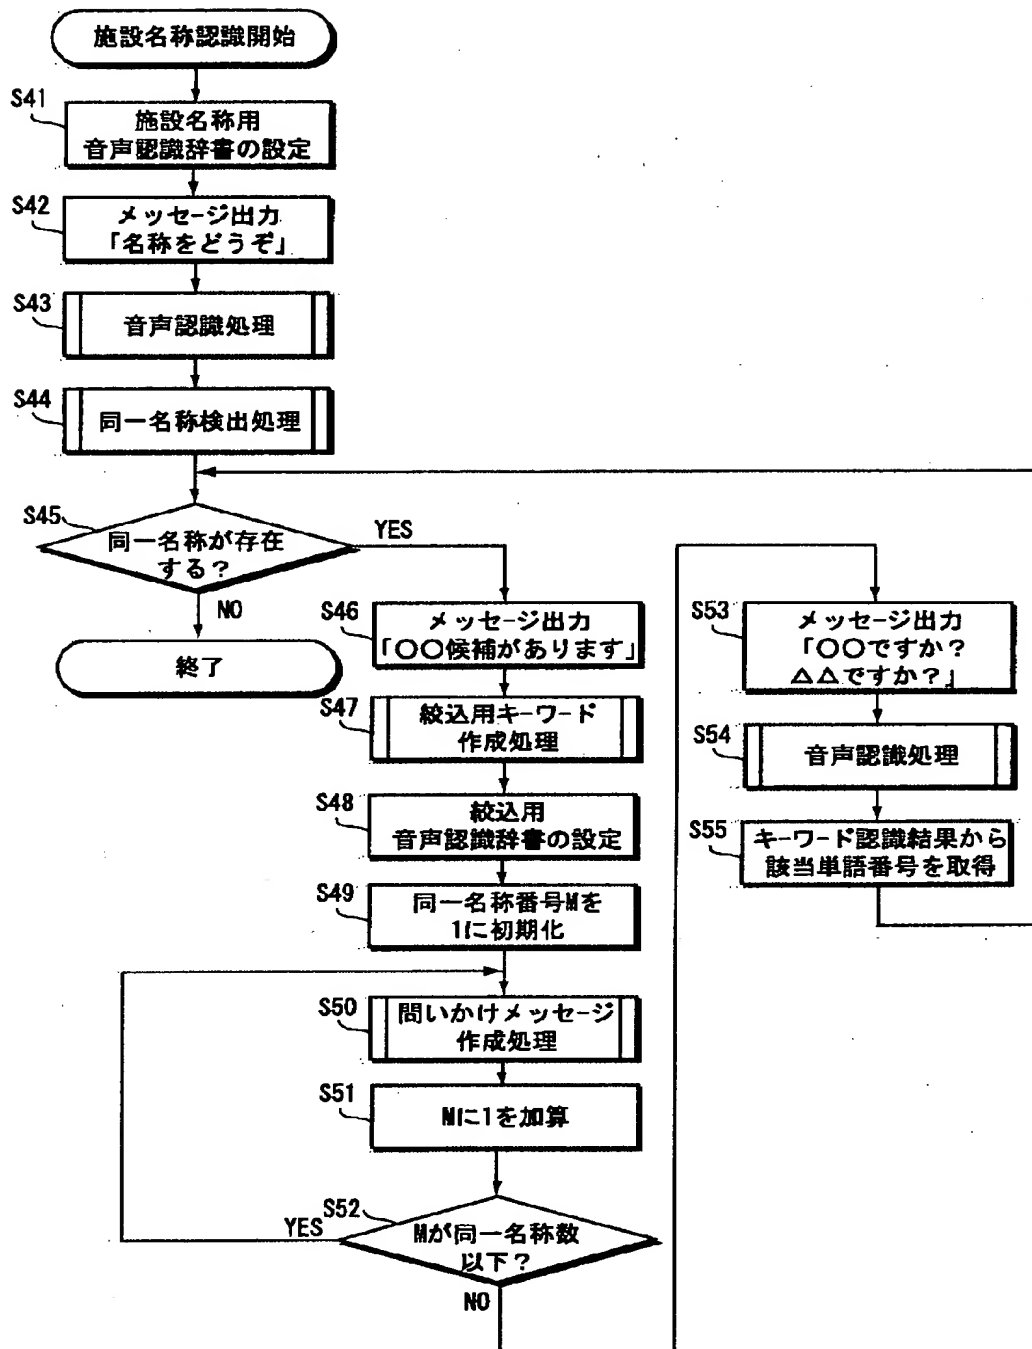 施設名称認識開始
S41
施設名称用
音声認識辞書の設定
S42
メッセージ出力
「名称をどうぞ」
S43
音声認識処理
S44
同一名称検出処理
S45
同一名称が存在
する?
YES
NO
終了
S46
メッセージ出力
「〇〇候補があります」
S47
絞込用キーワード
作成処理
S48
絞込用
音声認識辞書の設定
S49
同一名称番号Mを
1に初期化
S50
問いかけメッセージ
作成処理
S51
Mに1を加算
S52
Mが同一名称数
以下?
YES
NO
S53
メッセージ出力
「〇〇ですか?
△△ですか?」
S54
音声認識処理
S55
キーワード認識結果から
該当単語番号を取得